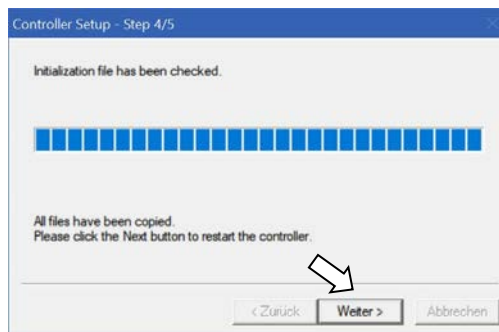 Controller Setup - Step 4/5
Initialization file has been checked.
All files have been copied.
Please click the Next button to restart the controller.
< Zurück Weiter > Abbrechen